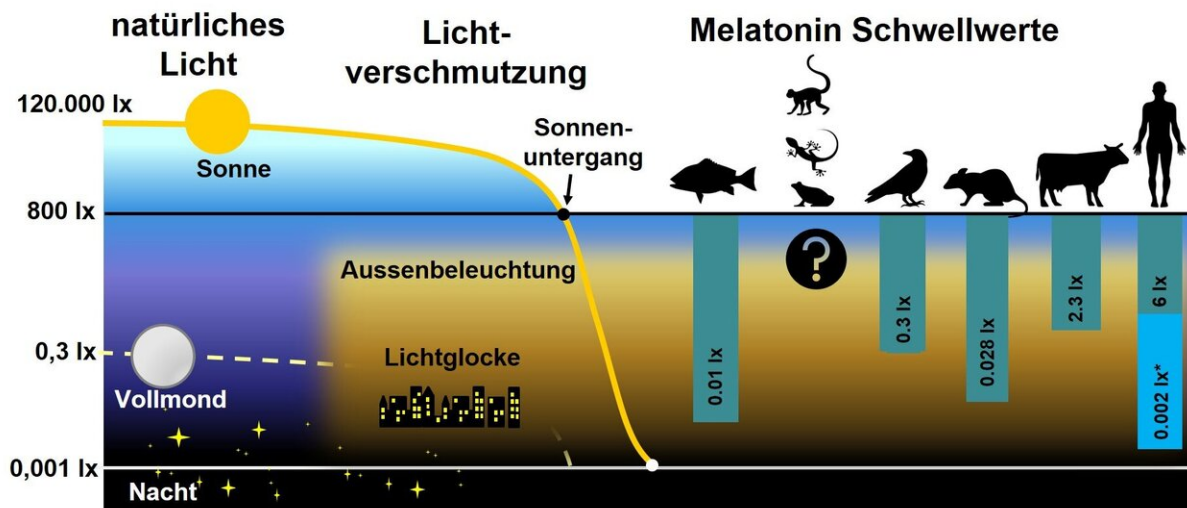 natürliches
Licht
Licht-
verschmutzung
Melatonin Schwellwerte
120.000 lx
Sonne
Sonnen-
untergang
800 lx
Aussenbeleuchtung
?
0,3 lx
Vollmond
Lichtglocke
0.01 lx
0.3 lx
0.028 lx
2.3 lx
6 lx
0.002 lx*
0,001 lx
Nacht